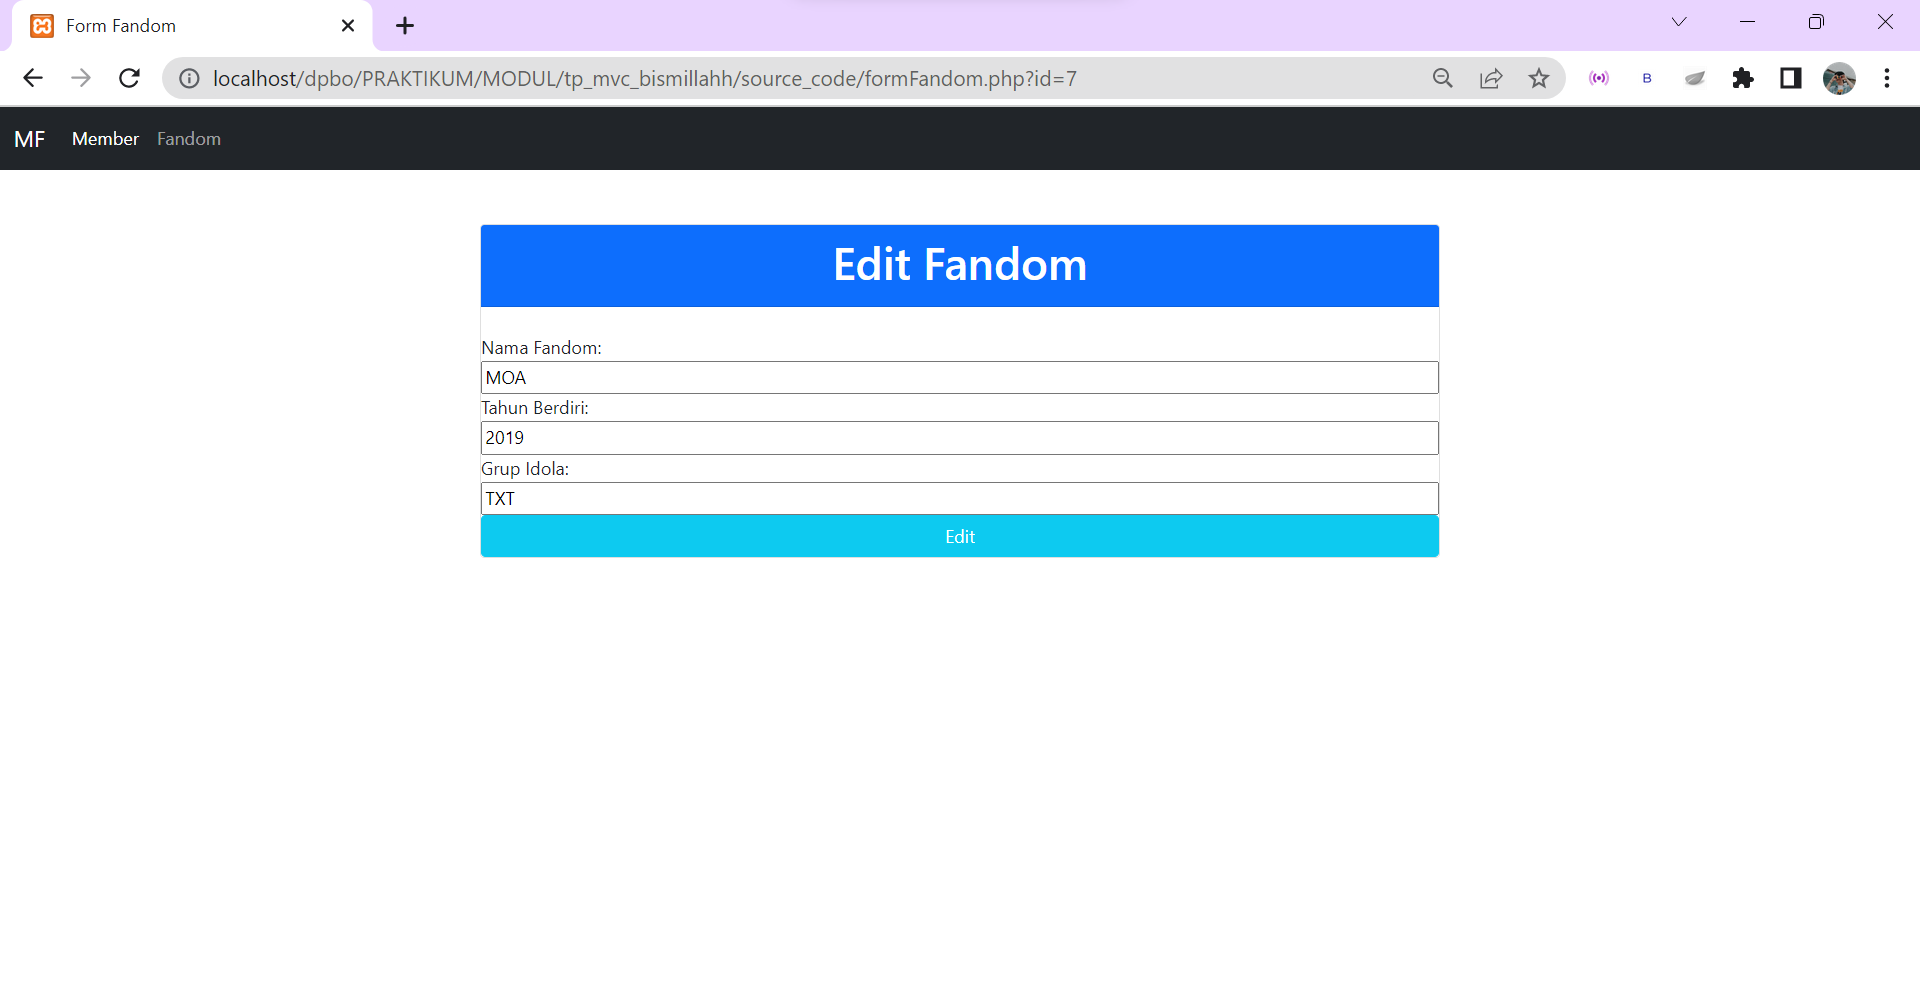 Form Fandom
localhost/dpbo/PRAKTIKUM/MODUL/tp_mvc_bismillahh/source_code/formFandom.php?id=7
B
MF Member Fandom
Edit Fandom
Nama Fandom:
MOA
Tahun Berdiri:
2019
Grup Idola:
TXT
Edit